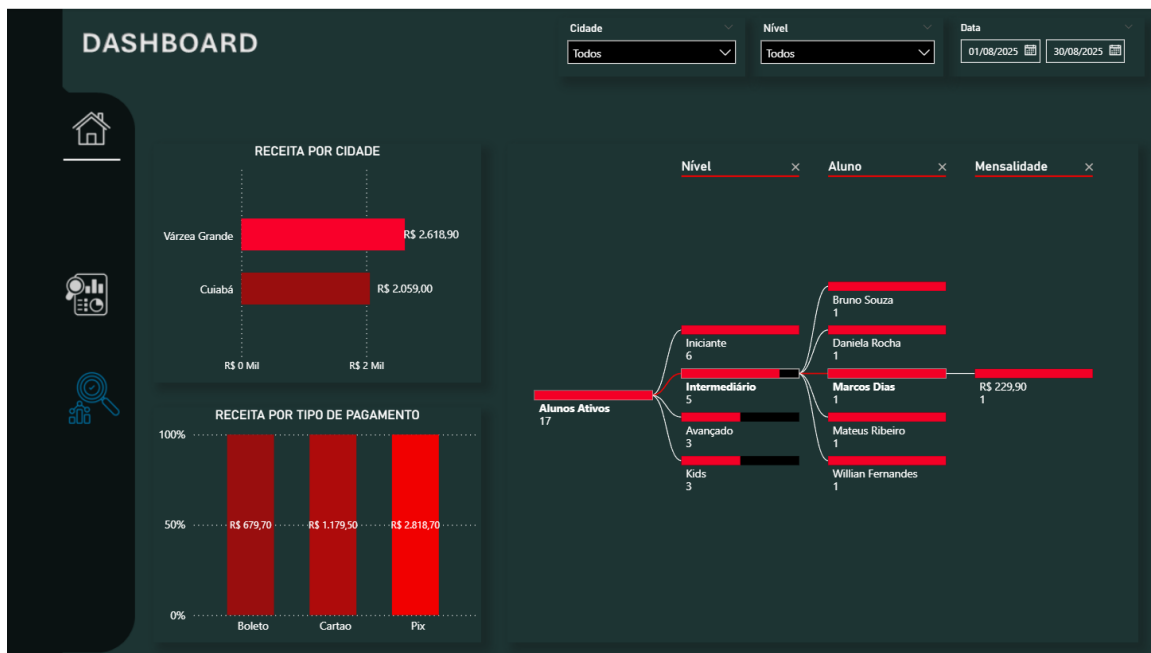 DASHBOARD
Cidade
Todos
Nível
Todos
Data
01/08/2025
30/08/2025
RECEITA POR CIDADE
Várzea Grande
R$ 2.618,90
Cuiabá
R$ 2.059,00
R$ 0 Mil
R$ 2 Mil
RECEITA POR TIPO DE PAGAMENTO
100%
50%
0%
R$ 679,70
R$ 1.179,50
R$ 2.818,70
Boleto
Cartao
Pix
Nível
Aluno
Mensalidade
Alunos Ativos
17
Iniciante
6
Intermediário
5
Avançado
3
Kids
3
Bruno Souza
1
Daniela Rocha
1
Marcos Dias
1
Mateus Ribeiro
1
Willian Fernandes
1
R$ 229,90
1